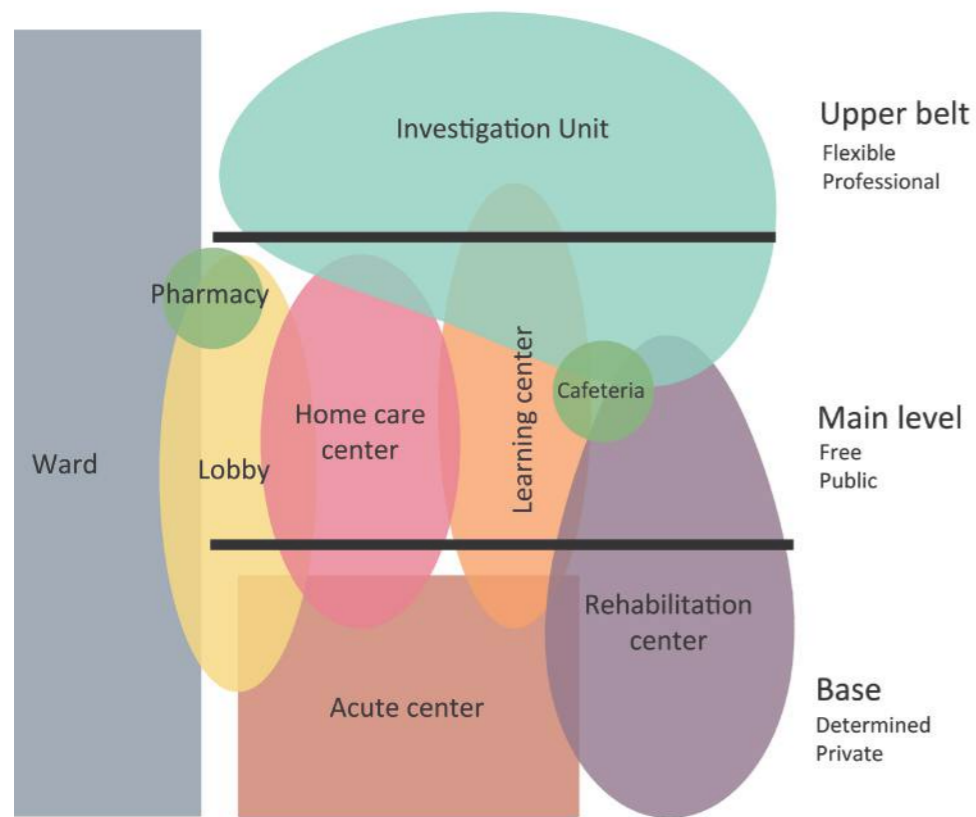 Investigation Unit
Upper belt
Flexible
Professional
Pharmacy
Home care
center
Learning center
Cafeteria
Main level
Free
Public
Ward
Lobby
Rehabilitation
center
Acute center
Base
Determined
Private